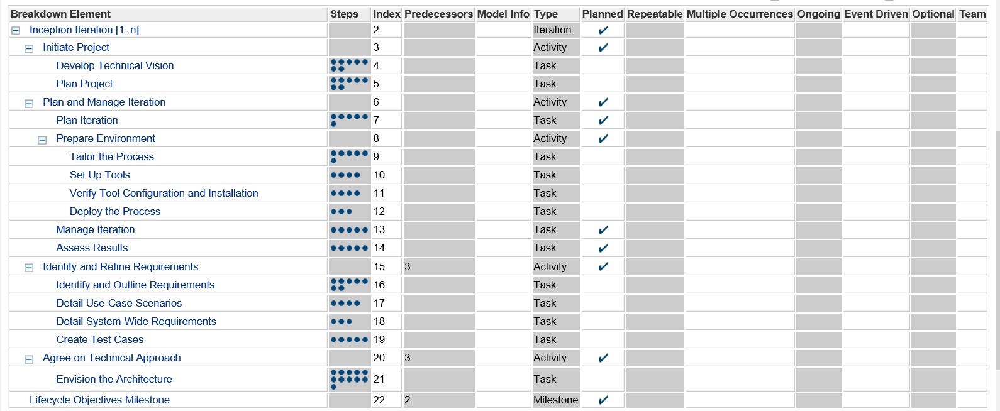 Breakdown Element Steps Index Predecessors Model Info Type Planned Repeatable Multiple Occurrences Ongoing Event Driven Optional Team
Inception Iteration [1..n] 2 Iteration
Initiate Project 3 Activity
Develop Technical Vision 4 Task
Plan Project 5 Task
Plan and Manage Iteration 6 Activity
Plan Iteration 7 Task
Prepare Environment 8 Activity
Tailor the Process 9 Task
Set Up Tools 10 Task
Verify Tool Configuration and Installation 11 Task
Deploy the Process 12 Task
Manage Iteration 13 Task
Assess Results 14 Task
Identify and Refine Requirements 15 3 Activity
Identify and Outline Requirements 16 Task
Detail Use-Case Scenarios 17 Task
Detail System-Wide Requirements 18 Task
Create Test Cases 19 Task
Agree on Technical Approach 20 3 Activity
Envision the Architecture 21 Task
Lifecycle Objectives Milestone 22 2 Milestone